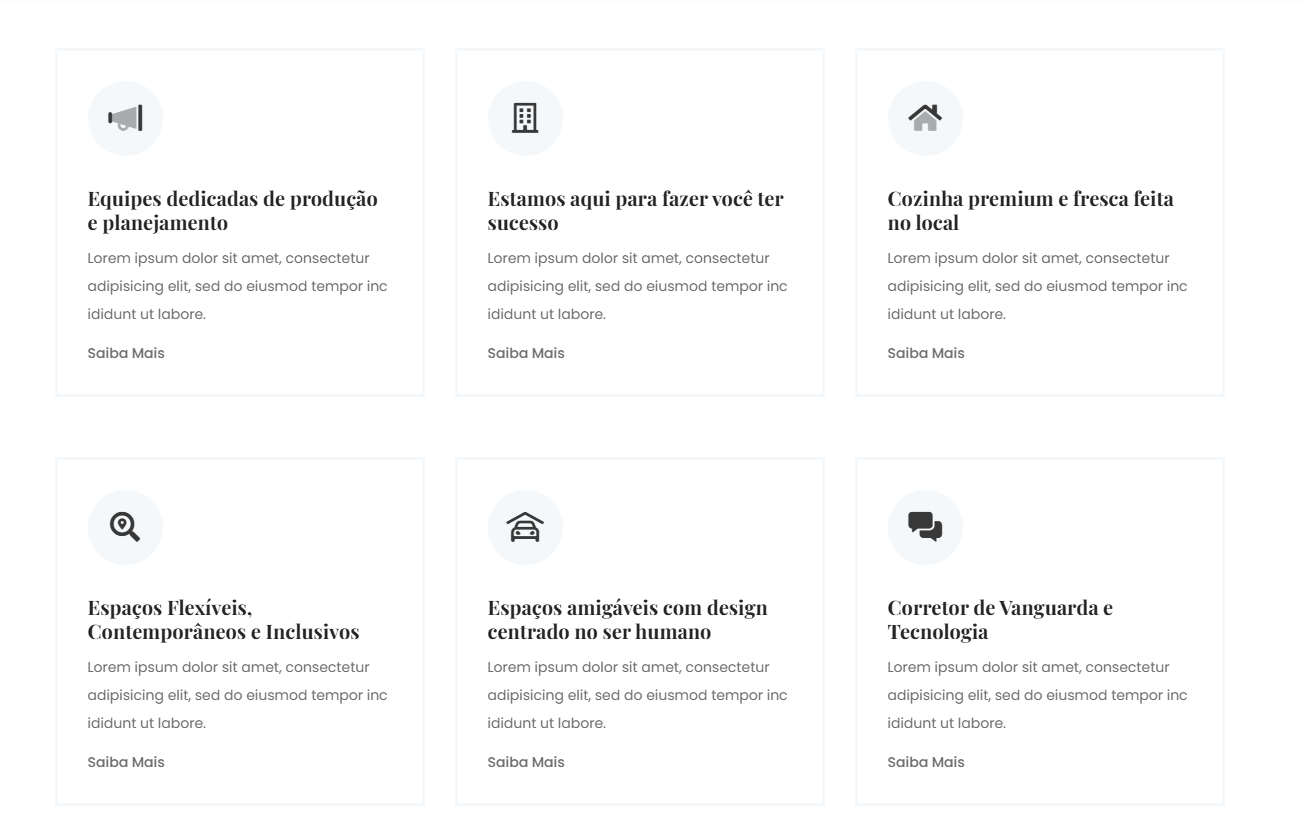 Equipes dedicadas de produção
e planejamento
Lorem ipsum dolor sit amet, consectetur
adipisicing elit, sed do eiusmod tempor inc
ididunt ut labore.
Saiba Mais
Estamos aqui para fazer você ter
sucesso
Lorem ipsum dolor sit amet, consectetur
adipisicing elit, sed do eiusmod tempor inc
ididunt ut labore.
Saiba Mais
Cozinha premium e fresca feita
no local
Lorem ipsum dolor sit amet, consectetur
adipisicing elit, sed do eiusmod tempor inc
ididunt ut labore.
Saiba Mais
Espaços Flexíveis,
Contemporâneos e Inclusivos
Lorem ipsum dolor sit amet, consectetur
adipisicing elit, sed do eiusmod tempor inc
ididunt ut labore.
Saiba Mais
Espaços amigáveis com design
centrado no ser humano
Lorem ipsum dolor sit amet, consectetur
adipisicing elit, sed do eiusmod tempor inc
ididunt ut labore.
Saiba Mais
Corretor de Vanguarda e
Tecnologia
Lorem ipsum dolor sit amet, consectetur
adipisicing elit, sed do eiusmod tempor inc
ididunt ut labore.
Saiba Mais